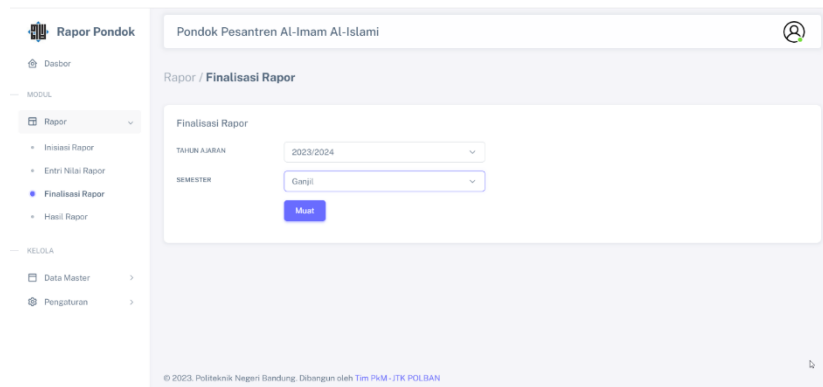 Rapor Pondok
Dasbor
MODUL
Rapor
Inisiasi Rapor
Entri Nilai Rapor
Finalisasi Rapor
Hasil Rapor
KELOLA
Data Master
Pengaturan
Pondok Pesantren Al-Imam Al-Islami
Rapor / Finalisasi Rapor
Finalisasi Rapor
TAHUN AJARAN 2023/2024
SEMESTER Ganjil
Muat
© 2023. Politeknik Negeri Bandung. Dibangun oleh Tim PkM - JTK POLBAN